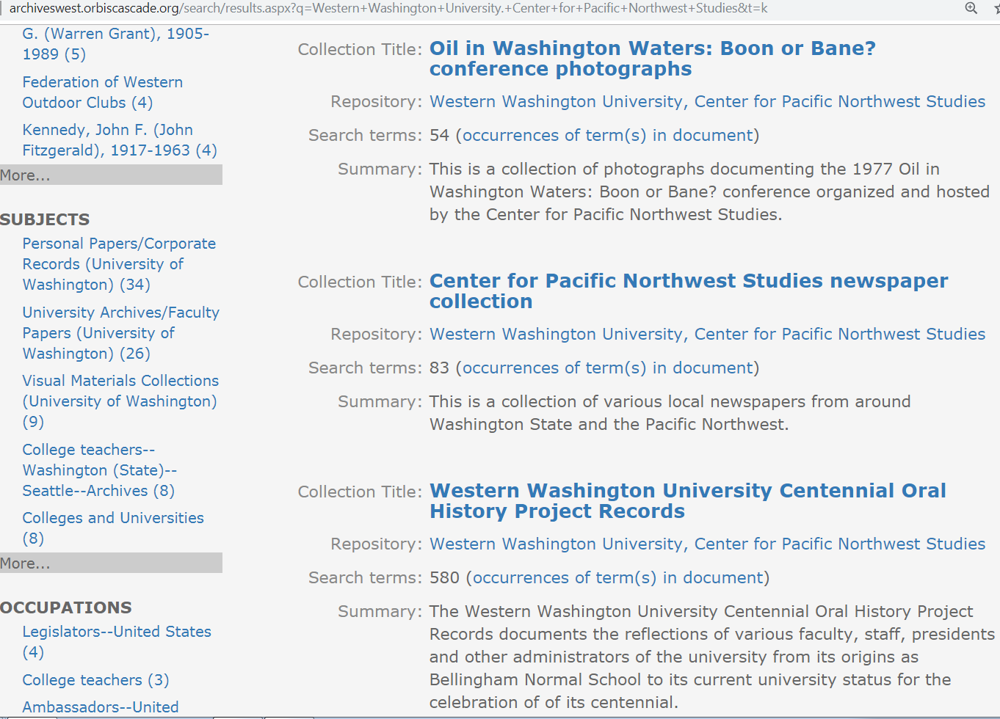 archiveswest.orbiscascade.org/search/results.aspx?q=Western+Washington+University.+Center+for+Pacific+Northwest+Studies&t=k
G. (Warren Grant), 1905-
1989 (5)
Federation of Western
Outdoor Clubs (4)
Kennedy, John F. (John
Fitzgerald), 1917-1963 (4)
More...
SUBJECTS
Personal Papers/Corporate
Records (University of
Washington) (34)
University Archives/Faculty
Papers (University of
Washington) (26)
Visual Materials Collections
(University of Washington)
(9)
College teachers--
Washington (State)--
Seattle--Archives (8)
Colleges and Universities
(8)
More...
OCCUPATIONS
Legislators--United States
(4)
College teachers (3)
Ambassadors--United
Collection Title: Oil in Washington Waters: Boon or Bane?
conference photographs
Repository: Western Washington University, Center for Pacific Northwest Studies
Search terms: 54 (occurrences of term(s) in document)
Summary: This is a collection of photographs documenting the 1977 Oil in
Washington Waters: Boon or Bane? conference organized and hosted
by the Center for Pacific Northwest Studies.
Collection Title: Center for Pacific Northwest Studies newspaper
collection
Repository: Western Washington University, Center for Pacific Northwest Studies
Search terms: 83 (occurrences of term(s) in document)
Summary: This is a collection of various local newspapers from around
Washington State and the Pacific Northwest.
Collection Title: Western Washington University Centennial Oral
History Project Records
Repository: Western Washington University, Center for Pacific Northwest Studies
Search terms: 580 (occurrences of term(s) in document)
Summary: The Western Washington University Centennial Oral History Project
Records documents the reflections of various faculty, staff, presidents
and other administrators of the university from its origins as
Bellingham Normal School to its current university status for the
celebration of of its centennial.